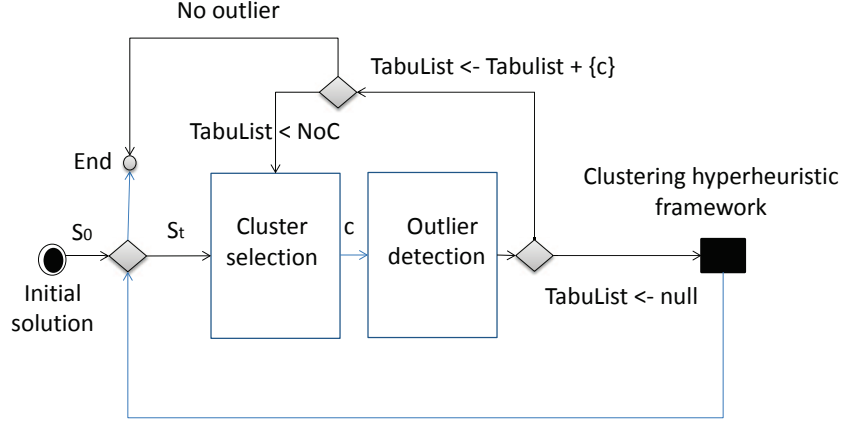 No outlier
TabuList <- Tabulist + {c}
TabuList < NoC
End
Clustering hyperheuristic
framework
S0
St
Cluster
selection
c
Outlier
detection
Initial
solution
TabuList <- null